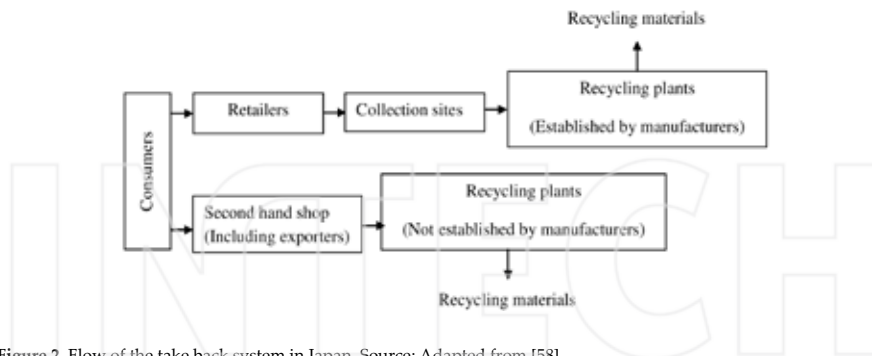 Recycling materials
Recycling plants
(Established by manufacturers)
Retailers
Collection sites
Consumers
Second hand shop
(Including exporters)
Recycling plants
(Not established by manufacturers)
Recycling materials
INTECH
Figure 2. Flow of the take back system in Japan. Source: Adapted from [58]